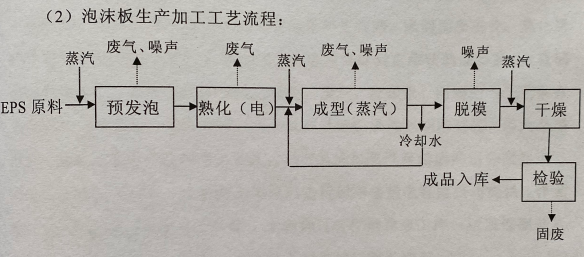 （2）泡沫板生产加工工艺流程：
废气、噪声 废气 废气、噪声 噪声
蒸汽 蒸汽 蒸汽
EPS 原料 预发泡 熟化（电） 成型（蒸汽） 脱模 干燥
冷却水
成品入库 检验
固废